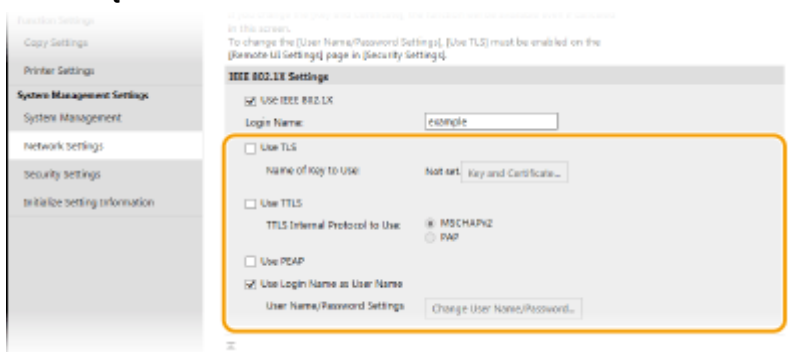 Function Settings
Copy Settings
Printer Settings
System Management Settings
System Management
Network Settings
Security Settings
Initialize Setting Information
in this screen.
To change the [User Name/Password Settings], [Use TLS] must be enabled on the
[Remote UI Settings] page in [Security Settings].
IEEE 802.1X Settings
Use IEEE 802.1X
Login Name: example
Use TLS
Name of Key to Use: Not set Key and Certificate...
Use TTLS
TTLS Internal Protocol to Use: MSCHAPv2
PAP
Use PEAP
Use Login Name as User Name
User Name/Password Settings Change User Name/Password...